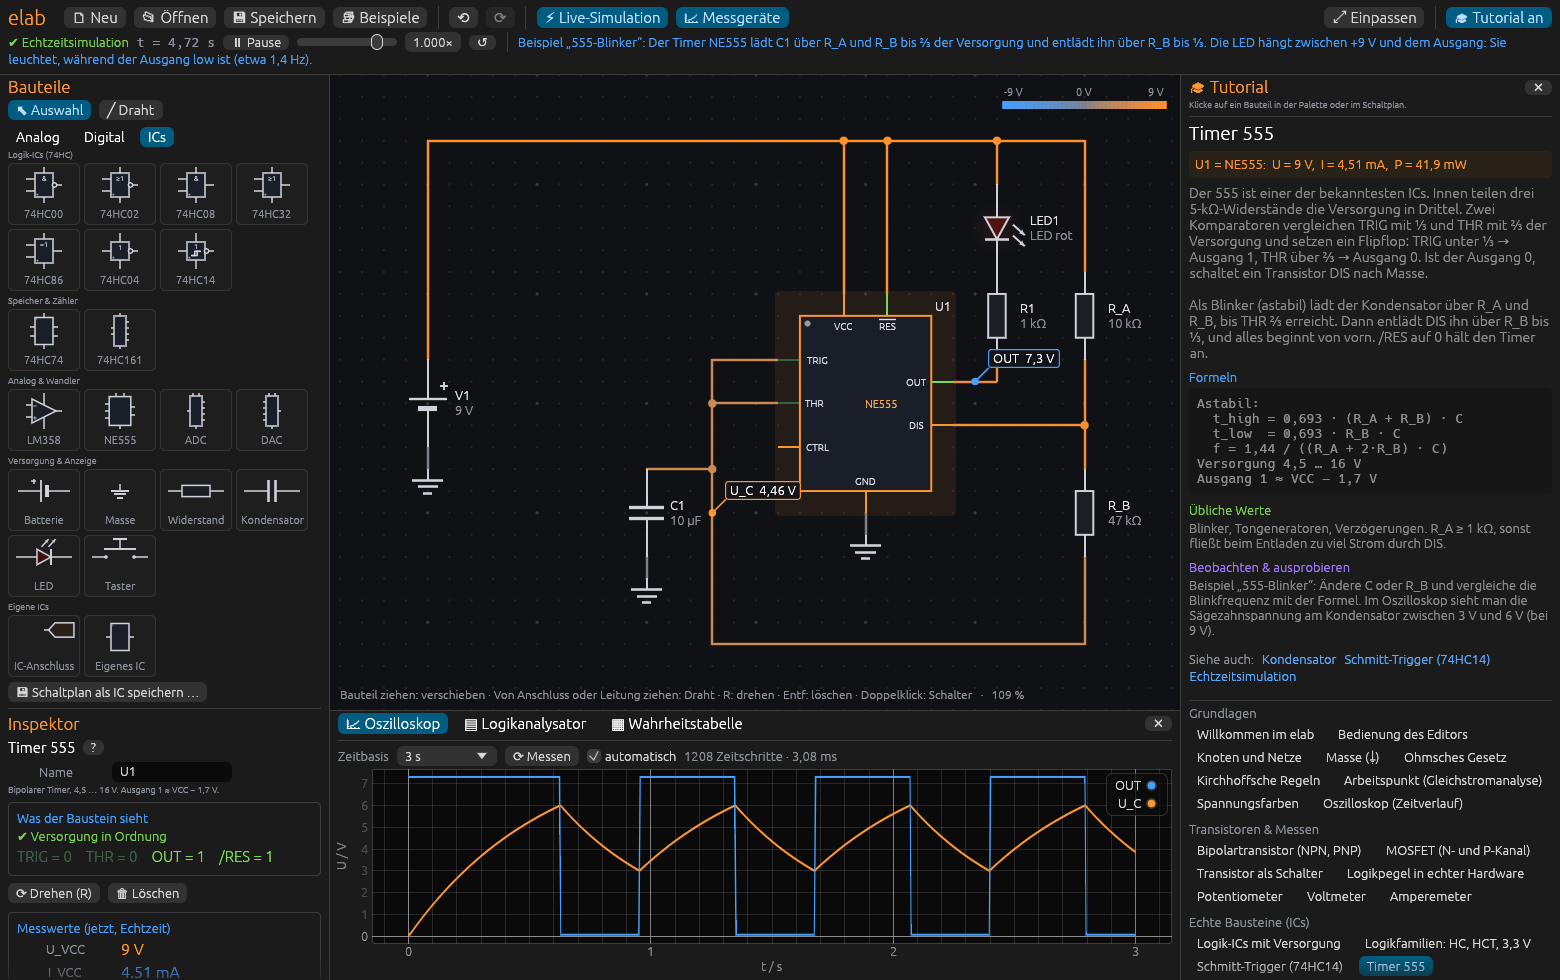 elab Neu Öffnen Speichern Beispiele Live-Simulation Messgeräte Einpassen Tutorial an
✔ Echtzeitsimulation t = 4,72 s Pause 1.000× Beispiel „555-Blinker“: Der Timer NE555 lädt C1 über R_A und R_B bis ⅔ der Versorgung und entlädt ihn über R_B bis ⅓. Die LED hängt zwischen +9 V und dem Ausgang: Sie
leuchtet, während der Ausgang low ist (etwa 1,4 Hz).
Bauteile
Auswahl Draht
Analog Digital ICs
Logik-ICs (74HC)
& ≥1 & ≥1
74HC00 74HC02 74HC08 74HC32
=1 1 1
74HC86 74HC04 74HC14
Speicher & Zähler
74HC74 74HC161
Analog & Wandler
LM358 NE555 ADC DAC
Versorgung & Anzeige
Batterie Masse Widerstand Kondensator
LED Taster
Eigene ICs
IC-Anschluss Eigenes IC
Schaltplan als IC speichern …
Inspektor
Timer 555 ?
Name U1
Bipolarer Timer, 4,5 … 16 V. Ausgang 1 ≈ VCC − 1,7 V.
Was der Baustein sieht
✔ Versorgung in Ordnung
TRIG = 0 THR = 0 OUT = 1 /RES = 1
⟳ Drehen (R) Löschen
Messwerte (jetzt, Echtzeit)
U_VCC 9 V
I_VCC 4.51 mA
-9 V 0 V 9 V
LED1
LED rot
U1
R1
1 kΩ
R_A
10 kΩ
VCC RES
TRIG
OUT 7,3 V
OUT
THR
NE555
DIS
CTRL
GND
V1
9 V
U_C 4,46 V
C1
10 µF
R_B
47 kΩ
Bauteil ziehen: verschieben · Von Anschluss oder Leitung ziehen: Draht · R: drehen · Entf: löschen · Doppelklick: Schalter · 109 %
Oszilloskop Logikanalysator Wahrheitstabelle
Zeitbasis 3 s ⟳ Messen automatisch 1208 Zeitschritte · 3,08 ms
U / V
7
6
5
4
3
2
1
0
OUT
U_C
0 1 2 3
t / s
Tutorial
Klicke auf ein Bauteil in der Palette oder im Schaltplan.
Timer 555
U1 = NE555: U = 9 V, I = 4,51 mA, P = 41,9 mW
Der 555 ist einer der bekanntesten ICs. Innen teilen drei
5-kΩ-Widerstände die Versorgung in Drittel. Zwei
Komparatoren vergleichen TRIG mit ⅓ und THR mit ⅔ der
Versorgung und setzen ein Flipflop: TRIG unter ⅓ →
Ausgang 1, THR über ⅔ → Ausgang 0. Ist der Ausgang 0,
schaltet ein Transistor DIS nach Masse.
Als Blinker (astabil) lädt der Kondensator über R_A und
R_B, bis THR ⅔ erreicht. Dann entlädt DIS ihn über R_B bis
⅓, und alles beginnt von vorn. /RES auf 0 hält den Timer
an.
Formeln
Astabil:
t_high = 0,693 · (R_A + R_B) · C
t_low = 0,693 · R_B · C
f = 1,44 / ((R_A + 2·R_B) · C)
Versorgung 4,5 … 16 V
Ausgang 1 ≈ VCC − 1,7 V
Übliche Werte
Blinker, Tongeneratoren, Verzögerungen. R_A ≥ 1 kΩ, sonst
fließt beim Entladen zu viel Strom durch DIS.
Beobachten & ausprobieren
Beispiel „555-Blinker“: Ändere C oder R_B und vergleiche die
Blinkfrequenz mit der Formel. Im Oszilloskop sieht man die
Sägezahnspannung am Kondensator zwischen 3 V und 6 V (bei
9 V).
Siehe auch: Kondensator Schmitt-Trigger (74HC14)
Echtzeitsimulation
Grundlagen
Willkommen im elab Bedienung des Editors
Knoten und Netze Masse (⏚) Ohmsches Gesetz
Kirchhoffsche Regeln Arbeitspunkt (Gleichstromanalyse)
Spannungsfarben Oszilloskop (Zeitverlauf)
Transistoren & Messen
Bipolartransistor (NPN, PNP) MOSFET (N- und P-Kanal)
Transistor als Schalter Logikpegel in echter Hardware
Potentiometer Voltmeter Amperemeter
Echte Bausteine (ICs)
Logik-ICs mit Versorgung Logikfamilien: HC, HCT, 3,3 V
Schmitt-Trigger (74HC14) Timer 555